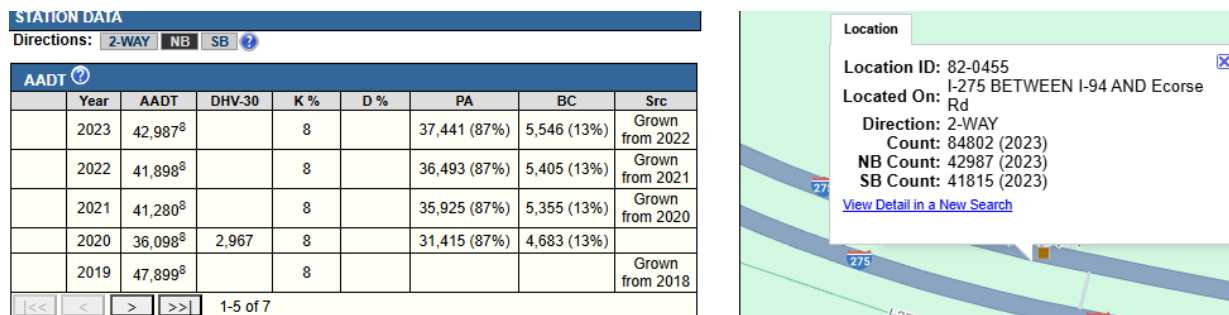 STATION DATA
Directions: 2-WAY NB SB ?
AADT ?
Year AADT DHV-30 K % D % PA BC Src
2023 42,987⁸ 8 37,441 (87%) 5,546 (13%) Grown from 2022
2022 41,898⁸ 8 36,493 (87%) 5,405 (13%) Grown from 2021
2021 41,280⁸ 8 35,925 (87%) 5,355 (13%) Grown from 2020
2020 36,098⁸ 2,967 8 31,415 (87%) 4,683 (13%)
2019 47,899⁸ 8 Grown from 2018
|<< < > >>| 1-5 of 7
Location
Location ID: 82-0455
Located On: I-275 BETWEEN I-94 AND Ecorse
Rd
Direction: 2-WAY
Count: 84802 (2023)
NB Count: 42987 (2023)
SB Count: 41815 (2023)
View Detail in a New Search
27
275